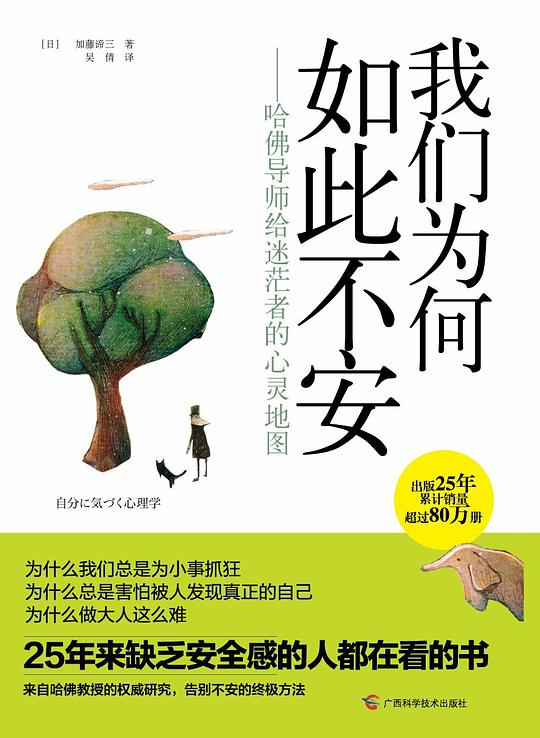 [日] 加藤谛三 著
吴倩 译
我们为何
如此不安
——哈佛导师给迷茫者的心灵地图
自分に気づく心理学
出版25年
累计销量
超过80万册
为什么我们总是为小事抓狂
为什么总是害怕被人发现真正的自己
为什么做大人这么难
25年来缺乏安全感的人都在看的书
来自哈佛教授的权威研究，告别不安的终极方法
广西科学技术出版社